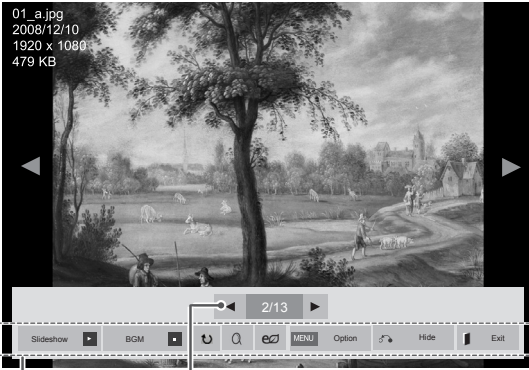 01_a.jpg
2008/12/10
1920 x 1080
479 KB
2/13
Slideshow BGM MENU Option Hide Exit